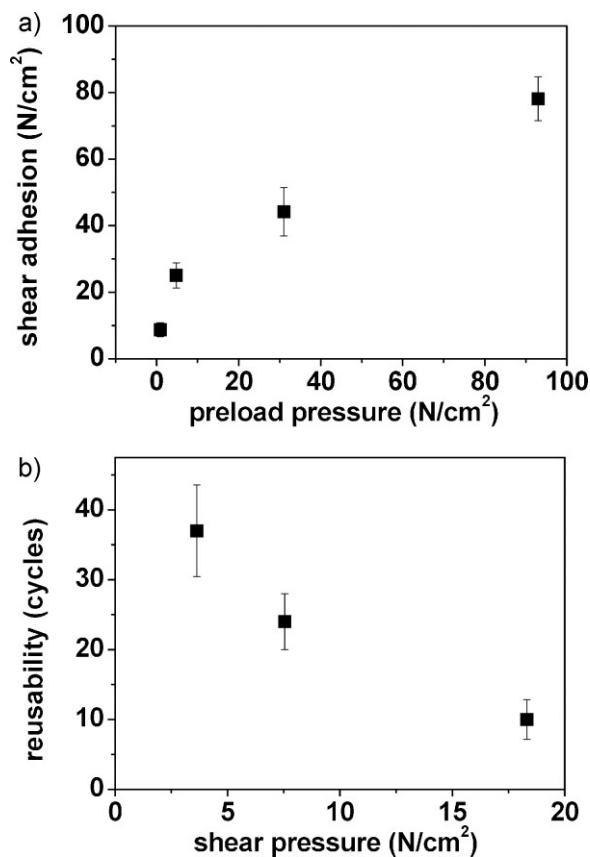 a)
100
80
60
40
20
0
shear adhesion (N/cm²)
0 20 40 60 80 100
preload pressure (N/cm²)
b)
40
30
20
10
0
reusability (cycles)
0 5 10 15 20
shear pressure (N/cm²)